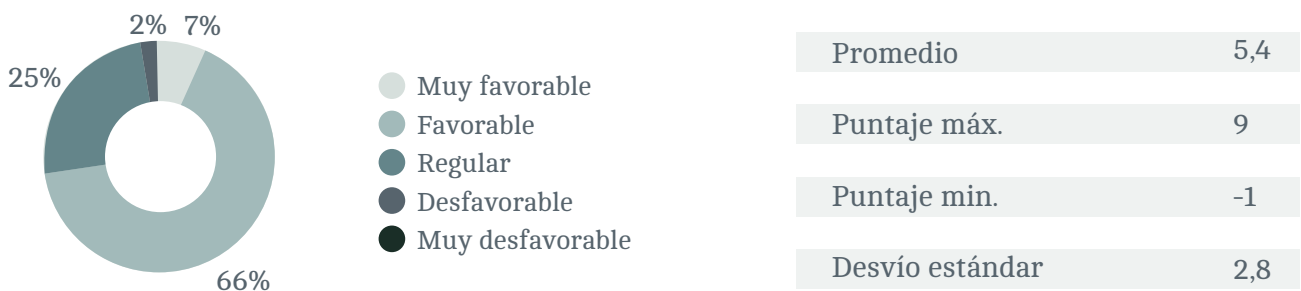 2% 7%
25%
66%
Muy favorable
Favorable
Regular
Desfavorable
Muy desfavorable
Promedio 5,4
Puntaje máx. 9
Puntaje min. -1
Desvío estándar 2,8